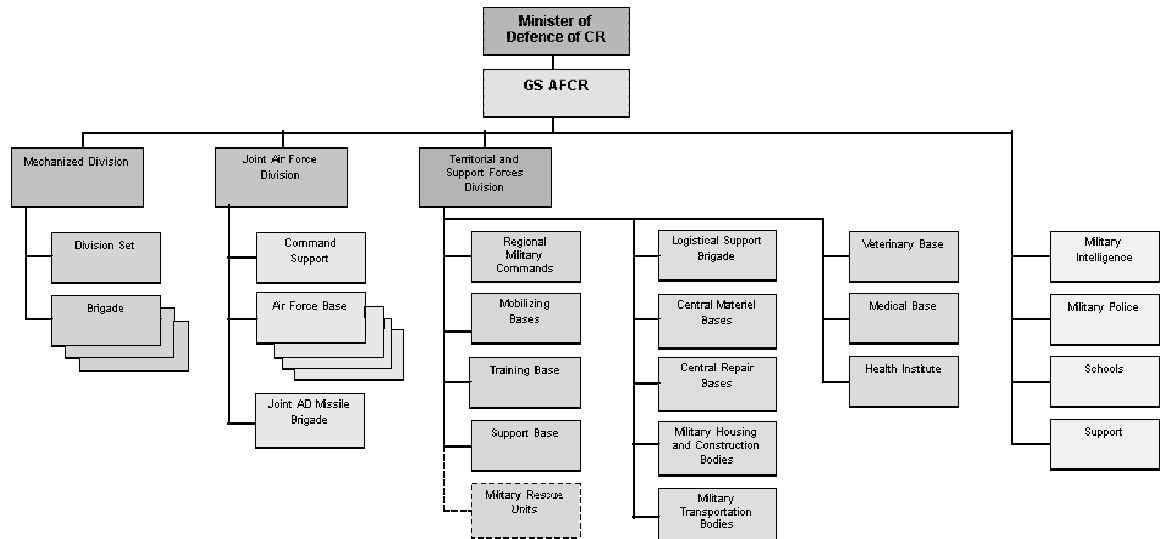 Minister of
Defence of CR
GS AFCR
Mechanized Division
Joint Air Force
Division
Territorial and
Support Forces
Division
Division Set
Brigade
Command
Support
Air Force Base
Joint AD Missile
Brigade
Regional
Military
Commands
Mobilizing
Bases
Training Base
Support Base
Military Rescue
Units
Logistical Support
Brigade
Central Materiel
Bases
Central Repair
Bases
Military Housing
and Construction
Bodies
Military
Transportation
Bodies
Veterinary Base
Medical Base
Health Institute
Military
Intelligence
Military Police
Schools
Support